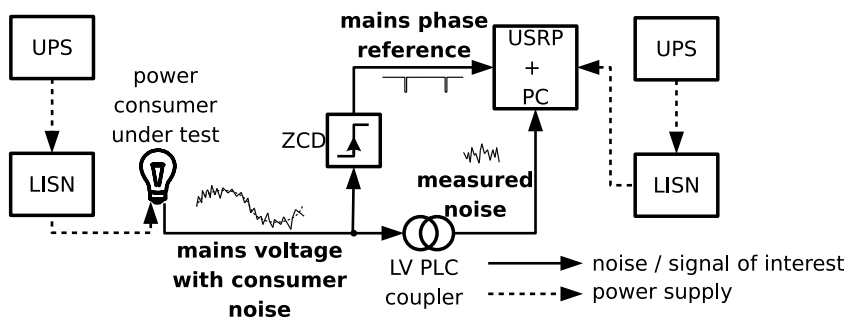 UPS
power
consumer
under test
LISN
mains phase
reference
ZCD
USRP
+
PC
UPS
LISN
measured
noise
mains voltage
with consumer
noise
LV PLC
coupler
noise / signal of interest
power supply